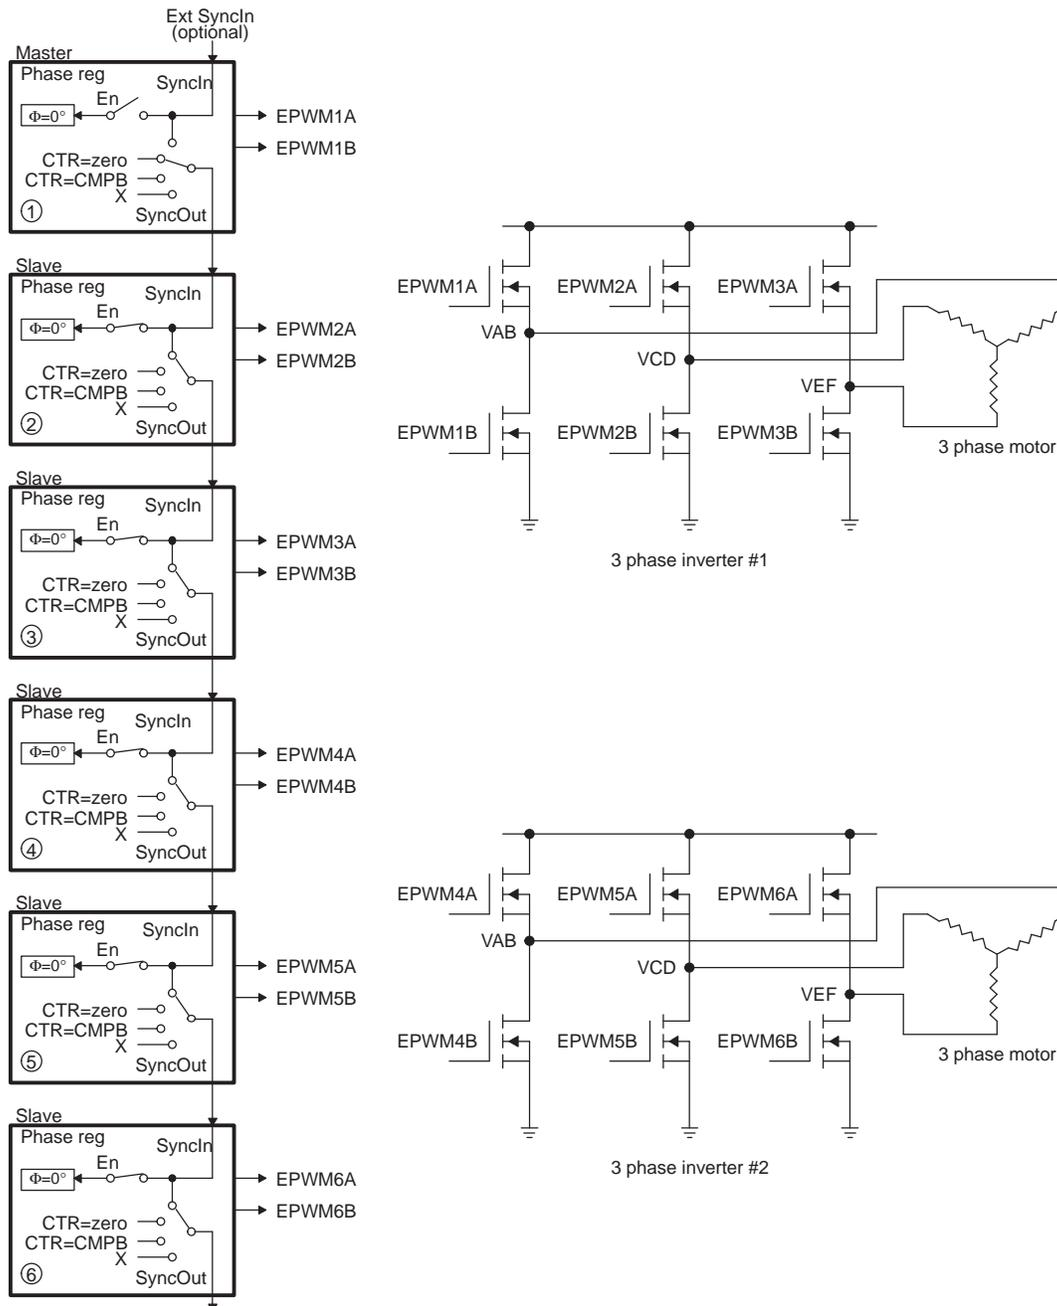 Ext SyncIn
(optional)
Master
Phase reg
SyncIn
En
Φ=0°
EPWM1A
EPWM1B
CTR=zero
CTR=CMPB
X
1
SyncOut
Slave
Phase reg
SyncIn
En
Φ=0°
EPWM2A
EPWM2B
CTR=zero
CTR=CMPB
X
2
SyncOut
Slave
Phase reg
SyncIn
En
Φ=0°
EPWM3A
EPWM3B
CTR=zero
CTR=CMPB
X
3
SyncOut
Slave
Phase reg
SyncIn
En
Φ=0°
EPWM4A
EPWM4B
CTR=zero
CTR=CMPB
X
4
SyncOut
Slave
Phase reg
SyncIn
En
Φ=0°
EPWM5A
EPWM5B
CTR=zero
CTR=CMPB
X
5
SyncOut
Slave
Phase reg
SyncIn
En
Φ=0°
EPWM6A
EPWM6B
CTR=zero
CTR=CMPB
X
6
SyncOut
EPWM1A
EPWM2A
EPWM3A
VAB
VCD
VEF
EPWM1B
EPWM2B
EPWM3B
3 phase motor
3 phase inverter #1
EPWM4A
EPWM5A
EPWM6A
VAB
VCD
VEF
EPWM4B
EPWM5B
EPWM6B
3 phase motor
3 phase inverter #2